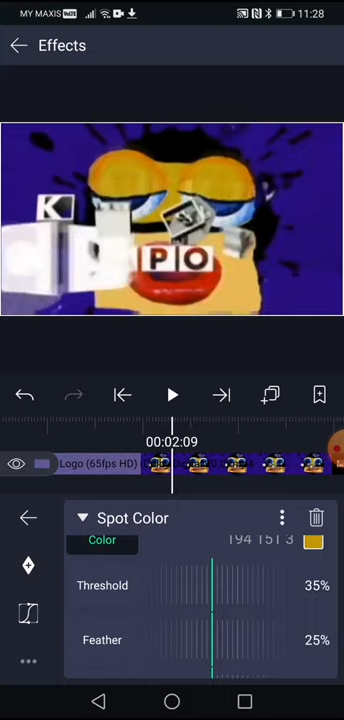 MY MAXIS VoLTE 11:28
Effects
K
P O
00:02:09
Logo (65fps HD)
Spot Color
Color 194 151 3
Threshold 35%
Feather 25%